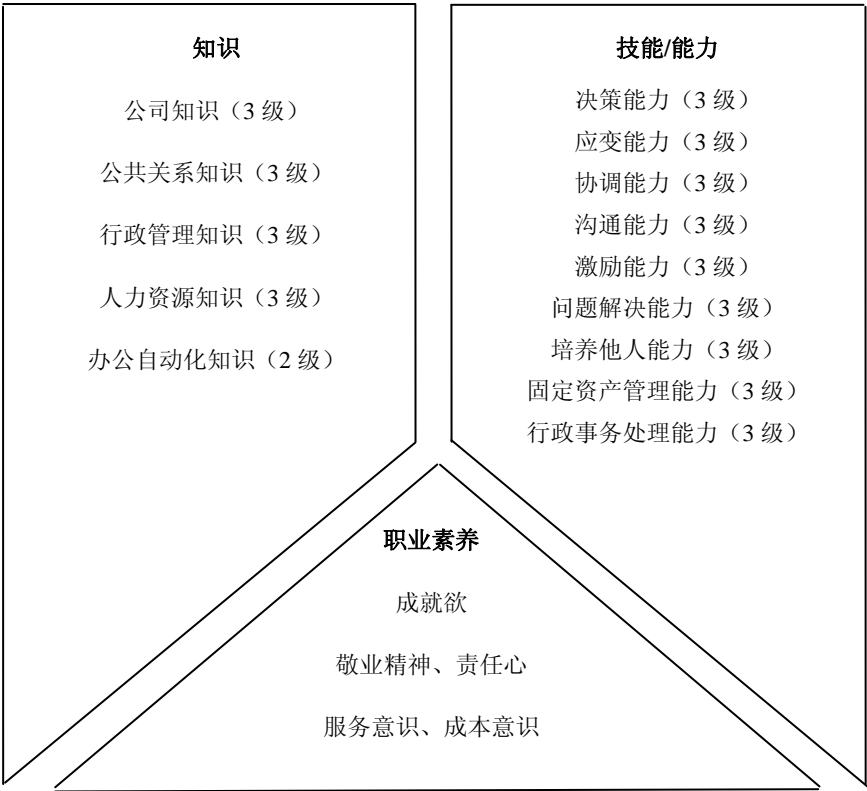 知识
公司知识（3 级）
公共关系知识（3 级）
行政管理知识（3 级）
人力资源知识（3 级）
办公自动化知识（2 级）
技能/能力
决策能力（3 级）
应变能力（3 级）
协调能力（3 级）
沟通能力（3 级）
激励能力（3 级）
问题解决能力（3 级）
培养他人能力（3 级）
固定资产管理能力（3 级）
行政事务处理能力（3 级）
职业素养
成就欲
敬业精神、责任心
服务意识、成本意识